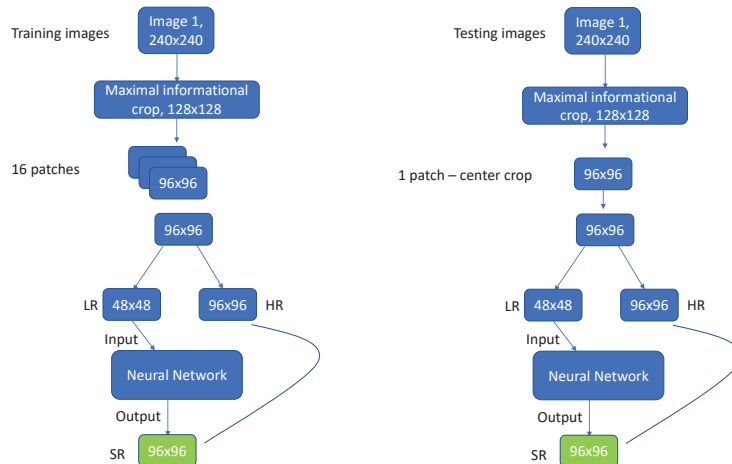 Training images
Image 1,
240x240
Maximal informational
crop, 128x128
16 patches
96x96
96x96
LR
48x48
96x96
HR
Input
Neural Network
Output
SR
96x96
Testing images
Image 1,
240x240
Maximal informational
crop, 128x128
1 patch – center crop
96x96
96x96
LR
48x48
96x96
HR
Input
Neural Network
Output
SR
96x96